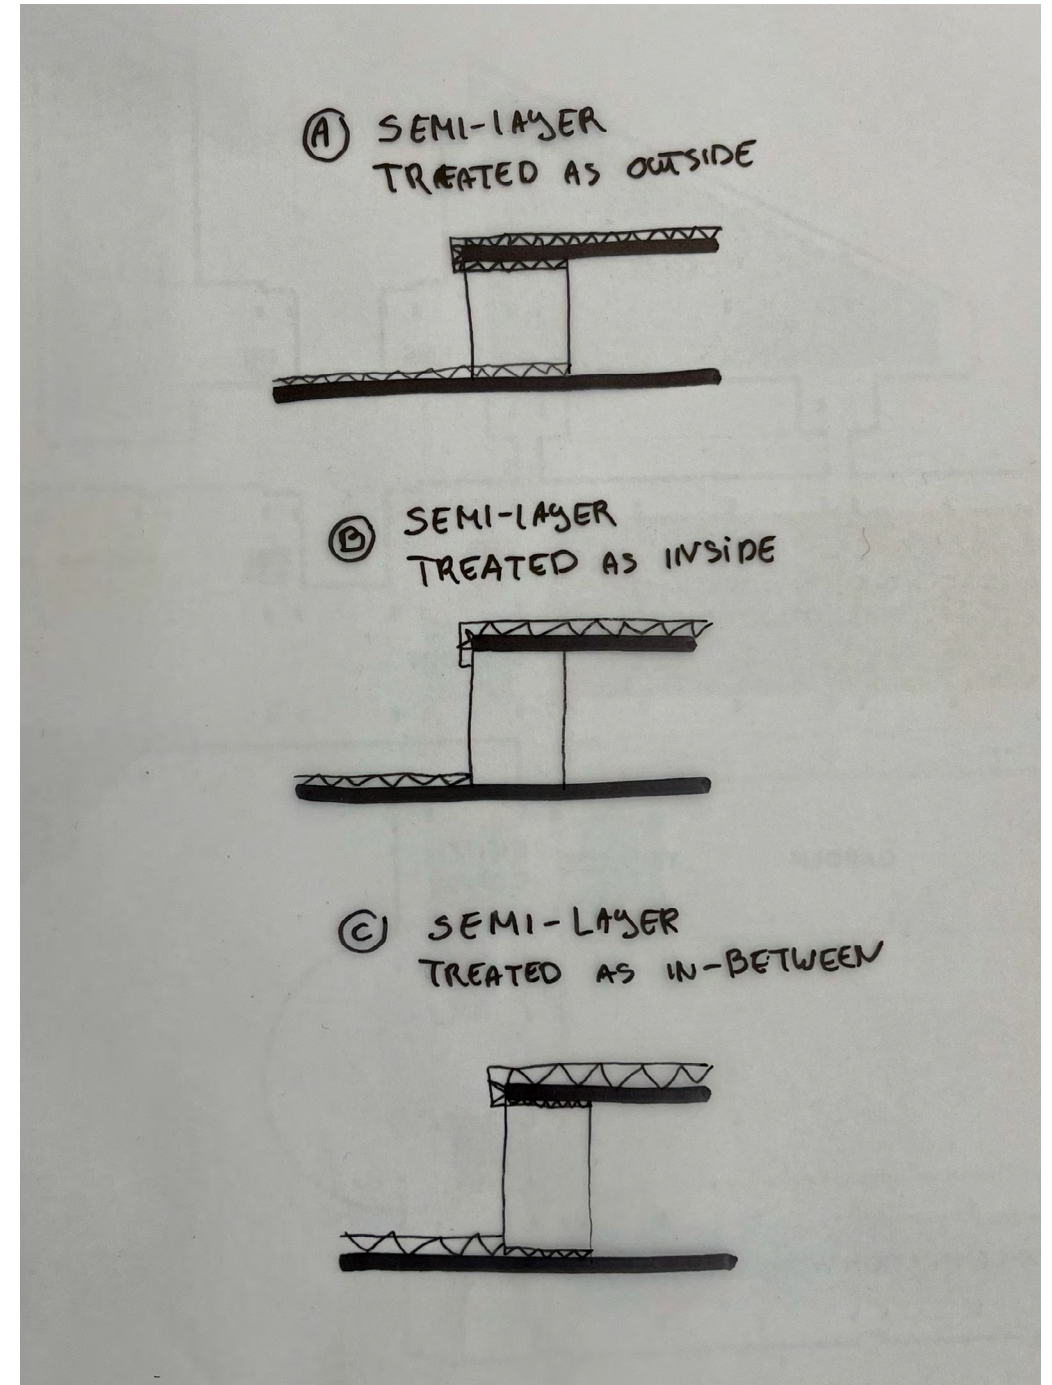 A SEMI-LAYER
TREATED AS OUTSIDE
B SEMI-LAYER
TREATED AS INSIDE
C SEMI-LAYER
TREATED AS IN-BETWEEN